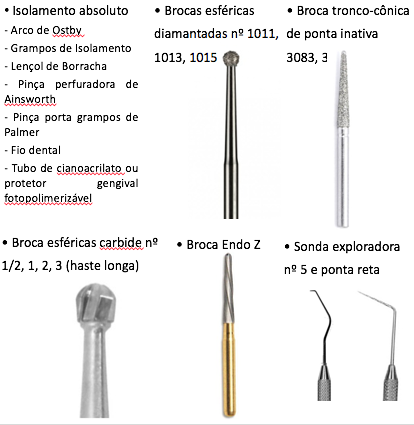 • Isolamento absoluto
- Arco de Ostby
- Grampos de Isolamento
- Lençol de Borracha
- Pinça perfuradora de
Ainsworth
- Pinça porta grampos de
Palmer
- Fio dental
- Tubo de cianoacrilato ou
protetor gengival
fotopolimerizável
• Brocas esféricas
diamantadas nº 1011,
1013, 1015
• Broca tronco-cônica
de ponta inativa
3083, 3
• Broca esféricas carbide nº
1/2, 1, 2, 3 (haste longa)
• Broca Endo Z
• Sonda exploradora
nº 5 e ponta reta